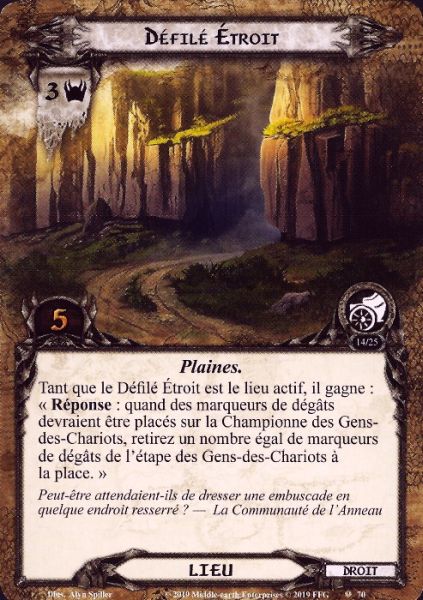 Défilé Étroit
3
5
14/25
Plaines.
Tant que le Défilé Étroit est le lieu actif, il gagne :
« Réponse : quand des marqueurs de dégâts
devraient être placés sur la Championne des Gens-
des-Chariots, retirez un nombre égal de marqueurs
de dégâts de l'étape des Gens-des-Chariots à
la place. »
Peut-être attendaient-ils de dresser une embuscade en
quelque endroit resserré ? — La Communauté de l'Anneau
LIEU
DROIT
Illus. Alyn Spiller
© 2019 Middle-earth Enterprises © 2019 FFG
70